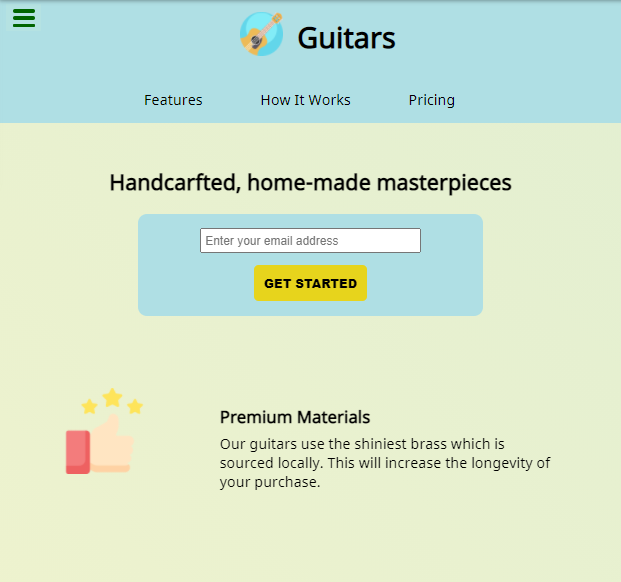 Guitars
Features How It Works Pricing
Handcarfted, home-made masterpieces
Enter your email address
GET STARTED
Premium Materials
Our guitars use the shiniest brass which is
sourced locally. This will increase the longevity of
your purchase.